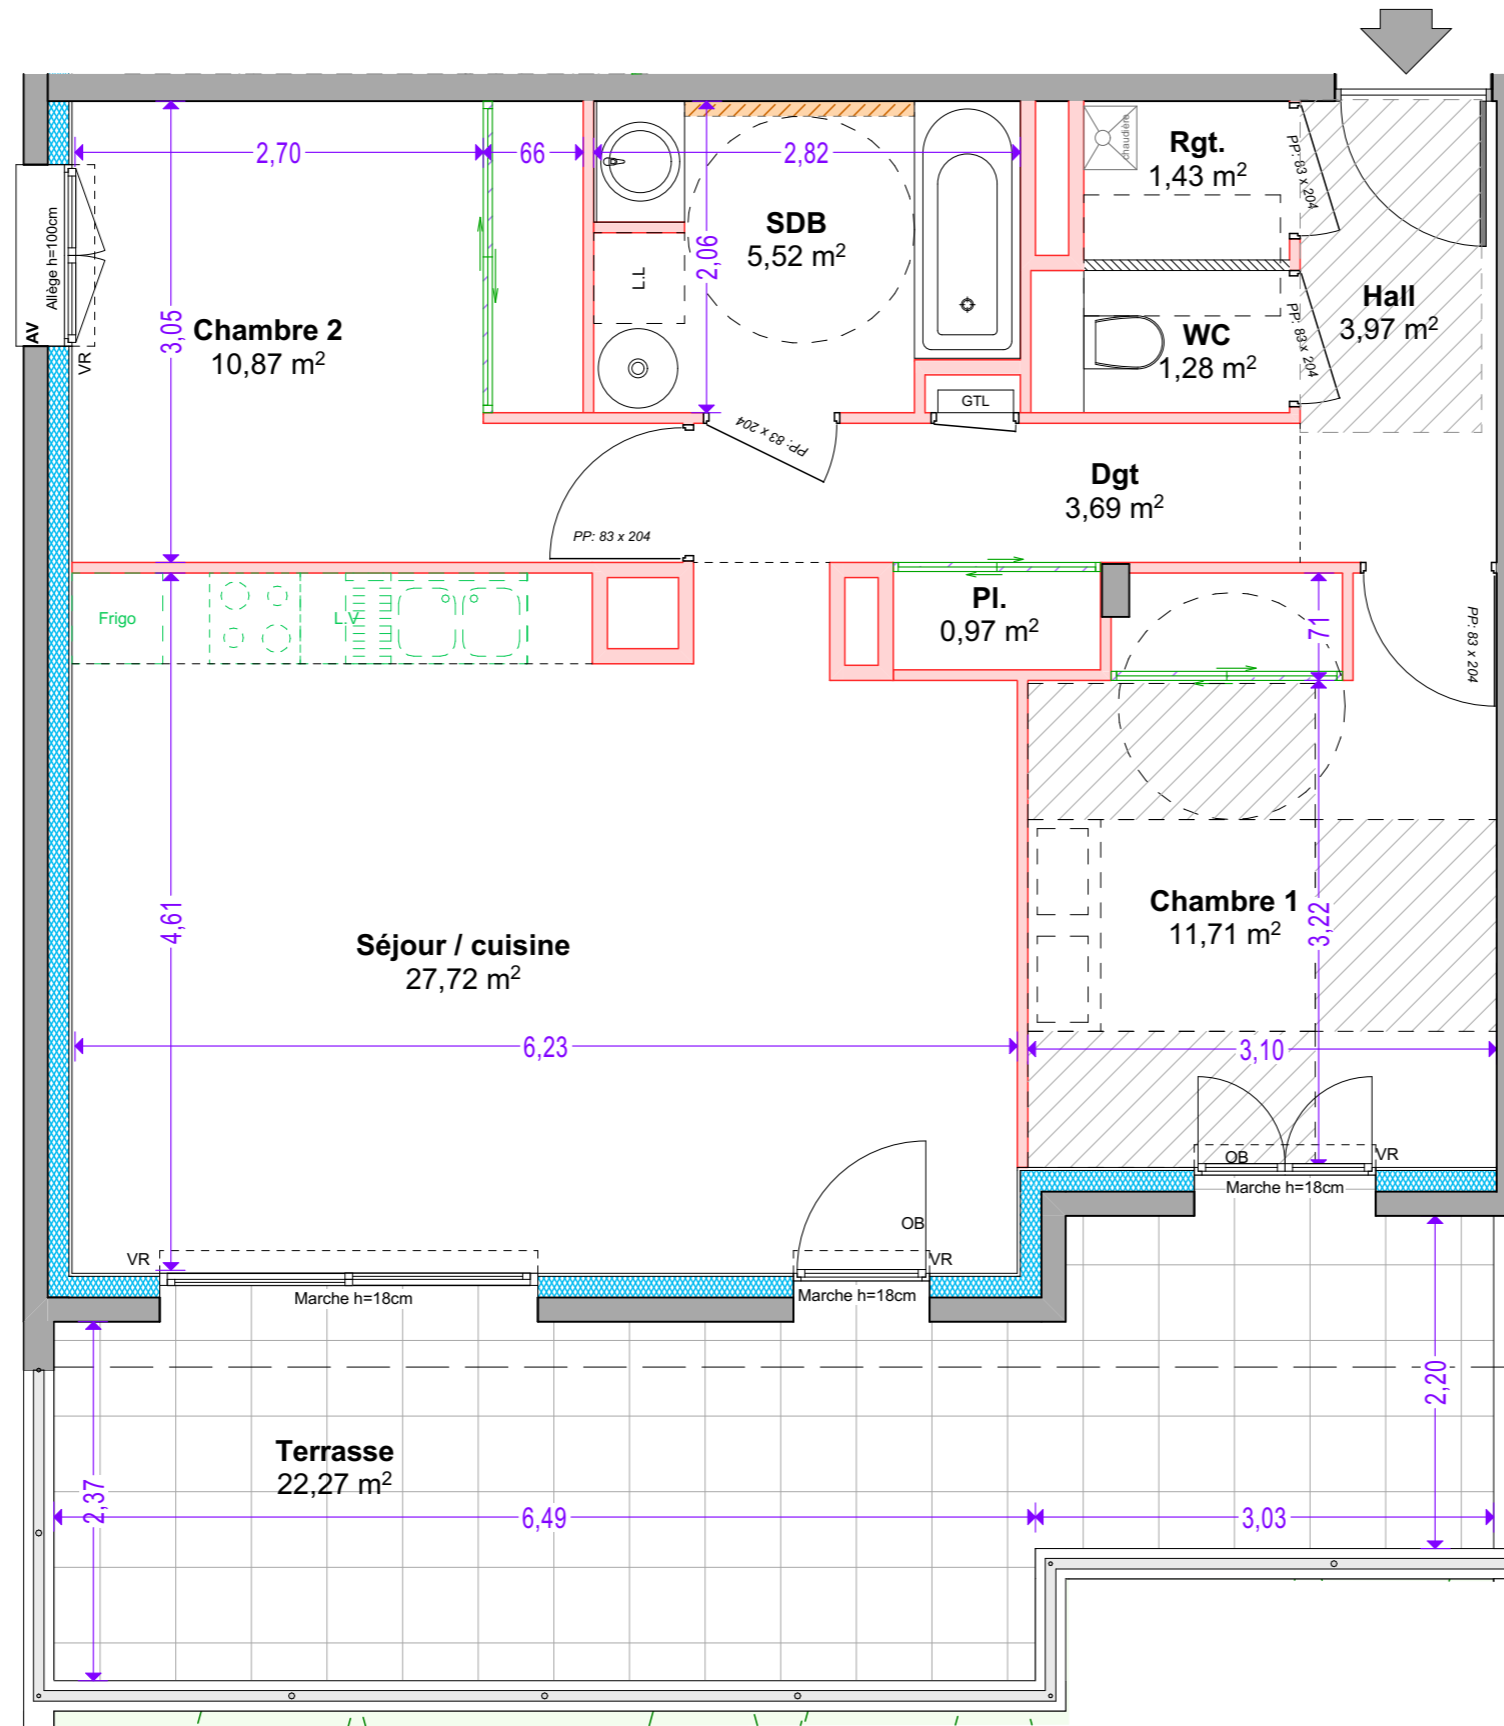 chaudière
Rgt.
1,43 m²
PP: 83 x 204
2,70
66
2,82
SDB
5,52 m²
2,06
L.L
Allège h=100cm
AV
VR
3,05
Chambre 2
10,87 m²
WC
1,28 m²
PP: 83 x 204
Hall
3,97 m²
GTL
PP: 83 x 204
Dgt
3,69 m²
PP: 83 x 204
Frigo
L.V
Pl.
0,97 m²
71
PP: 83 x 204
4,61
Séjour / cuisine
27,72 m²
Chambre 1
11,71 m²
3,22
6,23
3,10
OB
VR
Marche h=18cm
OB
VR
VR
Marche h=18cm
Marche h=18cm
2,20
Terrasse
22,27 m²
2,37
6,49
3,03